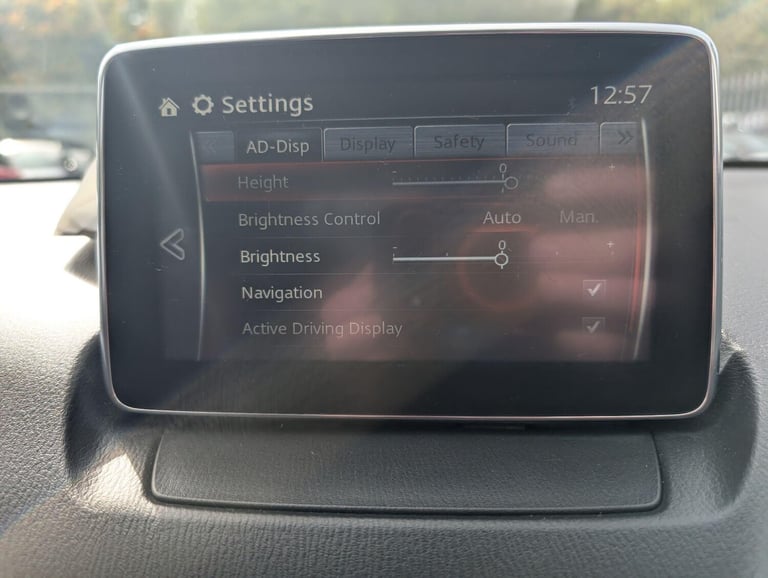 Settings 12:57
« AD-Disp Display Safety Sound »
Height - 0 +
Brightness Control Auto Man.
Brightness - 0 +
Navigation
Active Driving Display